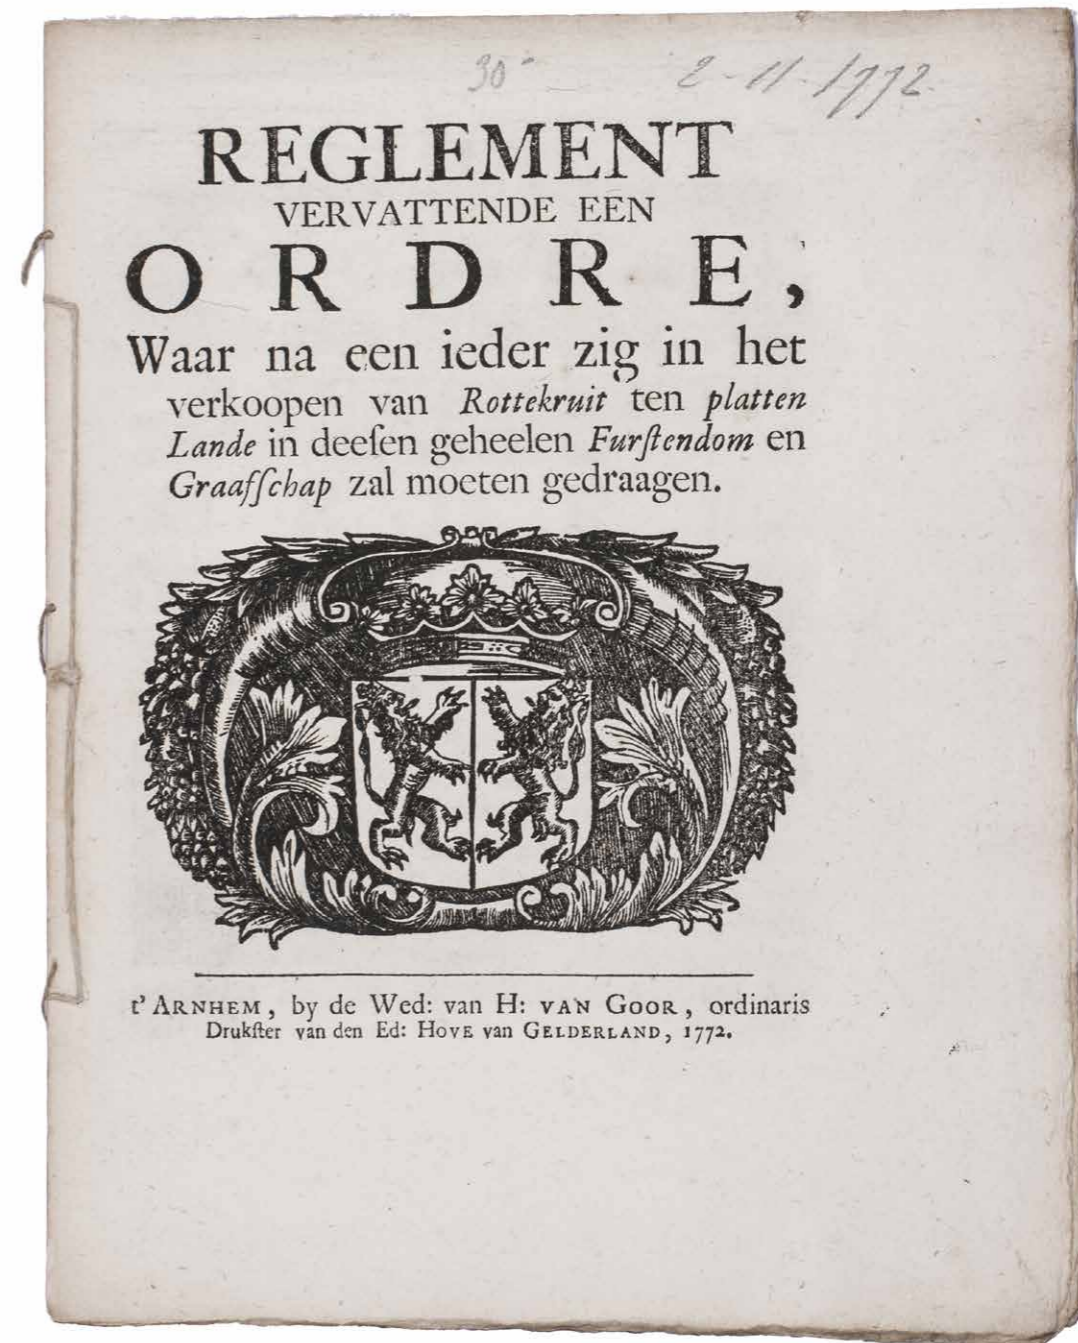 30- 2-11-1772
REGLEMENT
VERVATTENDE EEN
ORDRE,
Waar na een ieder zig in het
verkoopen van Rottekruit ten platten
Lande in deeſen geheelen Furſtendom en
Graafſchap zal moeten gedraagen.
t' ARNHEM, by de Wed: van H: VAN GOOR, ordinaris
Drukſter van den Ed: HOVE van GELDERLAND, 1772.